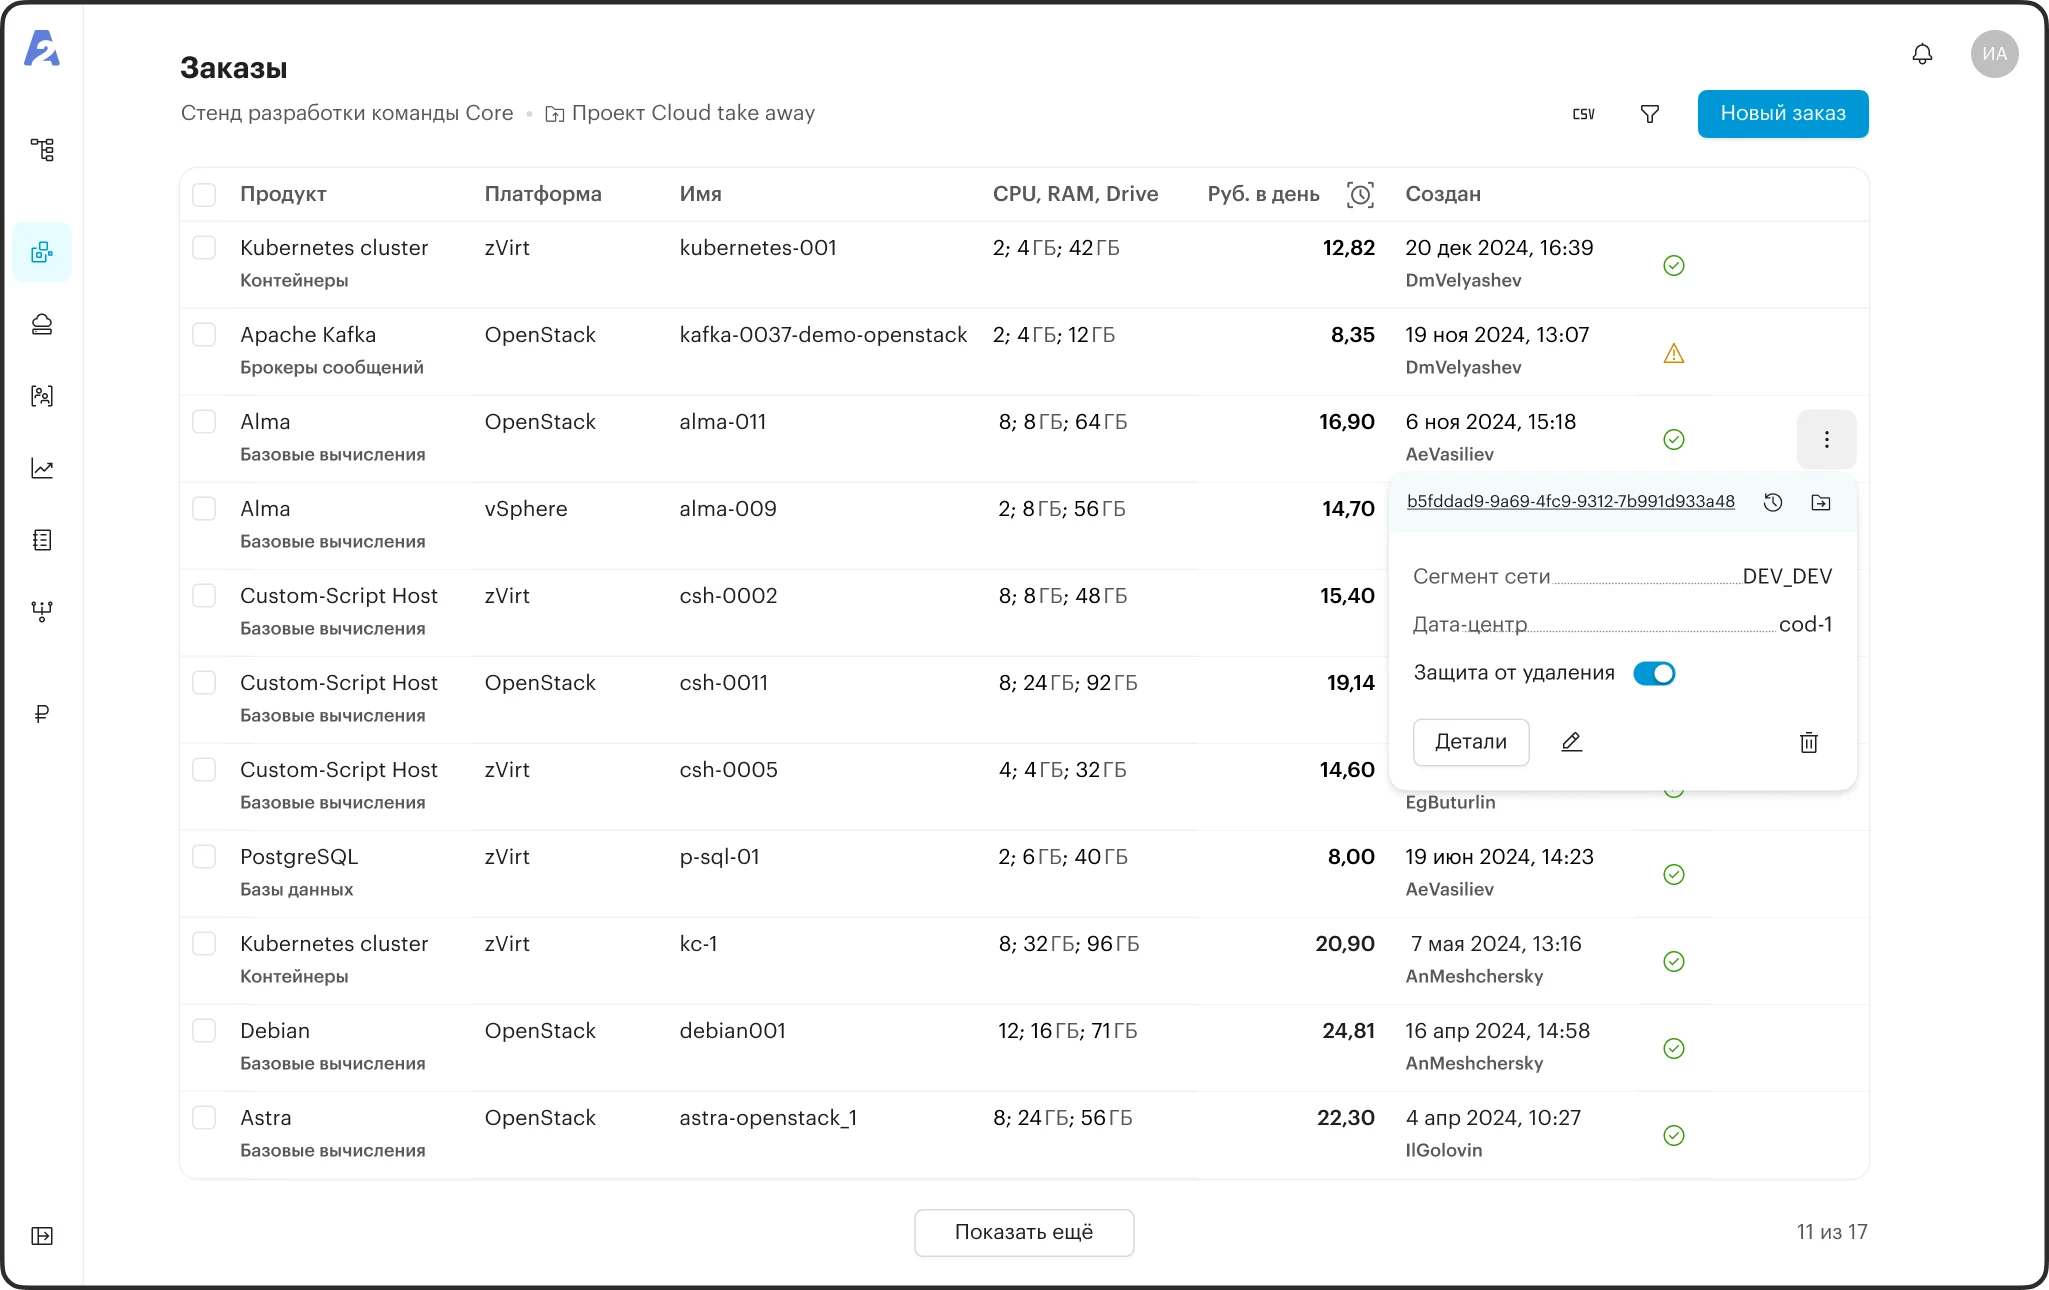 Заказы
ИА
Стенд разработки команды Core • Проект Cloud take away
CSV
Новый заказ
Продукт Платформа Имя CPU, RAM, Drive Руб. в день Создан
Kubernetes cluster zVirt kubernetes-001 2; 4 ГБ; 42 ГБ 12,82 20 дек 2024, 16:39
Контейнеры DmVelyashev
Apache Kafka OpenStack kafka-0037-demo-openstack 2; 4 ГБ; 12 ГБ 8,35 19 ноя 2024, 13:07
Брокеры сообщений DmVelyashev
Alma OpenStack alma-011 8; 8 ГБ; 64 ГБ 16,90 6 ноя 2024, 15:18
Базовые вычисления AeVasiliev
Alma vSphere alma-009 2; 8 ГБ; 56 ГБ 14,70
Базовые вычисления
Custom-Script Host zVirt csh-0002 8; 8 ГБ; 48 ГБ 15,40
Базовые вычисления
Custom-Script Host OpenStack csh-0011 8; 24 ГБ; 92 ГБ 19,14
Базовые вычисления
Custom-Script Host zVirt csh-0005 4; 4 ГБ; 32 ГБ 14,60
Базовые вычисления EgButurlin
b5fddad9-9a69-4fc9-9312-7b991d933a48
Сегмент сети DEV_DEV
Дата-центр cod-1
Защита от удаления
Детали
PostgreSQL zVirt p-sql-01 2; 6 ГБ; 40 ГБ 8,00 19 июн 2024, 14:23
Базы данных AeVasiliev
Kubernetes cluster zVirt kc-1 8; 32 ГБ; 96 ГБ 20,90 7 мая 2024, 13:16
Контейнеры AnMeshchersky
Debian OpenStack debian001 12; 16 ГБ; 71 ГБ 24,81 16 апр 2024, 14:58
Базовые вычисления AnMeshchersky
Astra OpenStack astra-openstack_1 8; 24 ГБ; 56 ГБ 22,30 4 апр 2024, 10:27
Базовые вычисления IlGolovin
Показать ещё
11 из 17